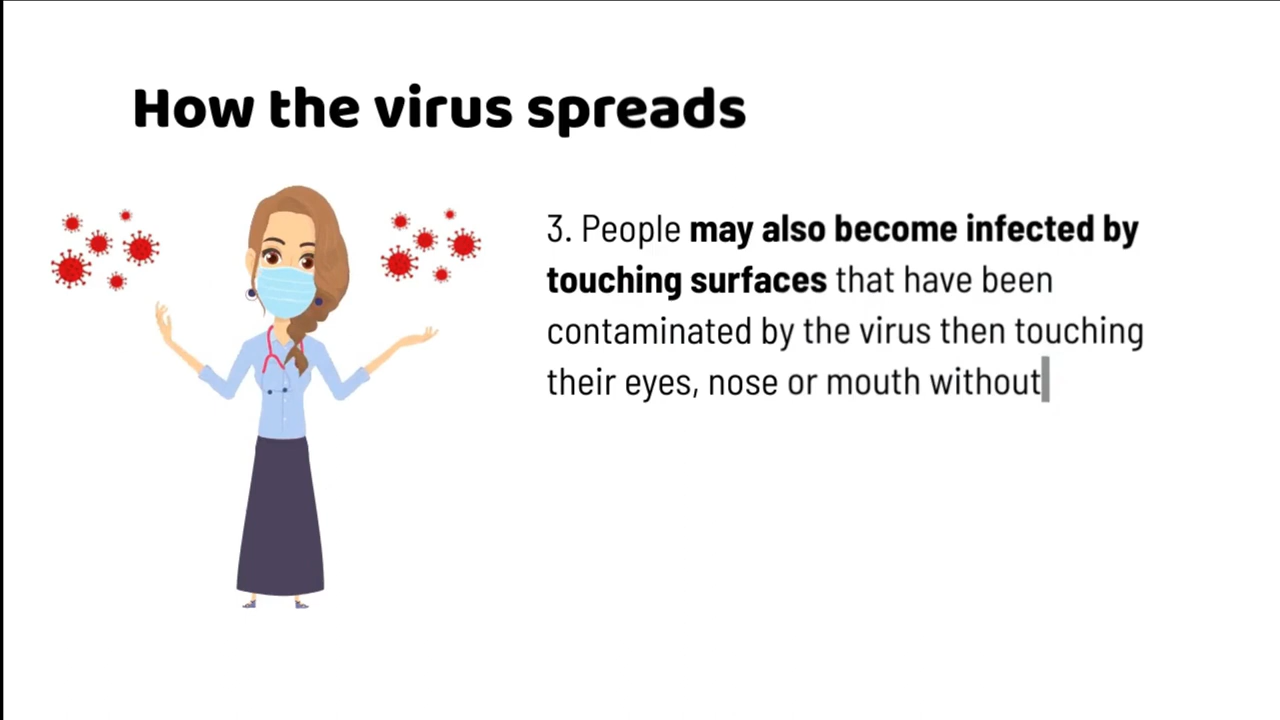 How the virus spreads
3. People may also become infected by
touching surfaces that have been
contaminated by the virus then touching
their eyes, nose or mouth without